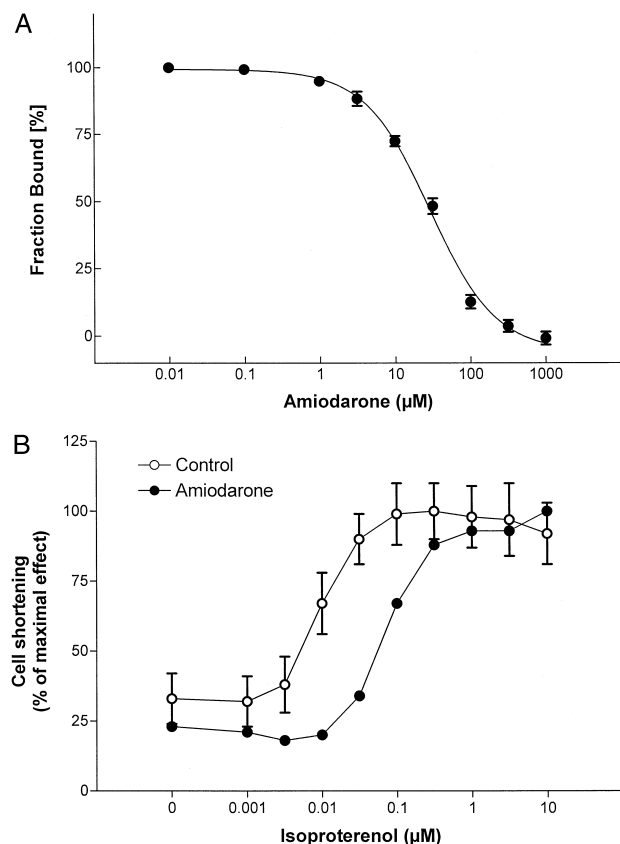 A
Fraction Bound [%]
100
75
50
25
0
0.01 0.1 1 10 100 1000
Amiodarone (µM)
B
Cell shortening
(% of maximal effect)
125
100
75
50
25
0
Control
Amiodarone
0 0.001 0.01 0.1 1 10
Isoproterenol (µM)